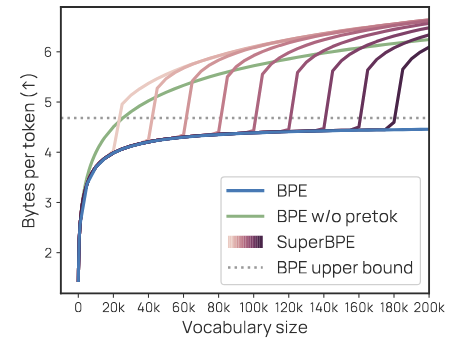 Bytes per token (↑)
6
5
4
3
2
BPE
BPE w/o pretok
SuperBPE
BPE upper bound
0 20k 40k 60k 80k 100k 120k 140k 160k 180k 200k
Vocabulary size